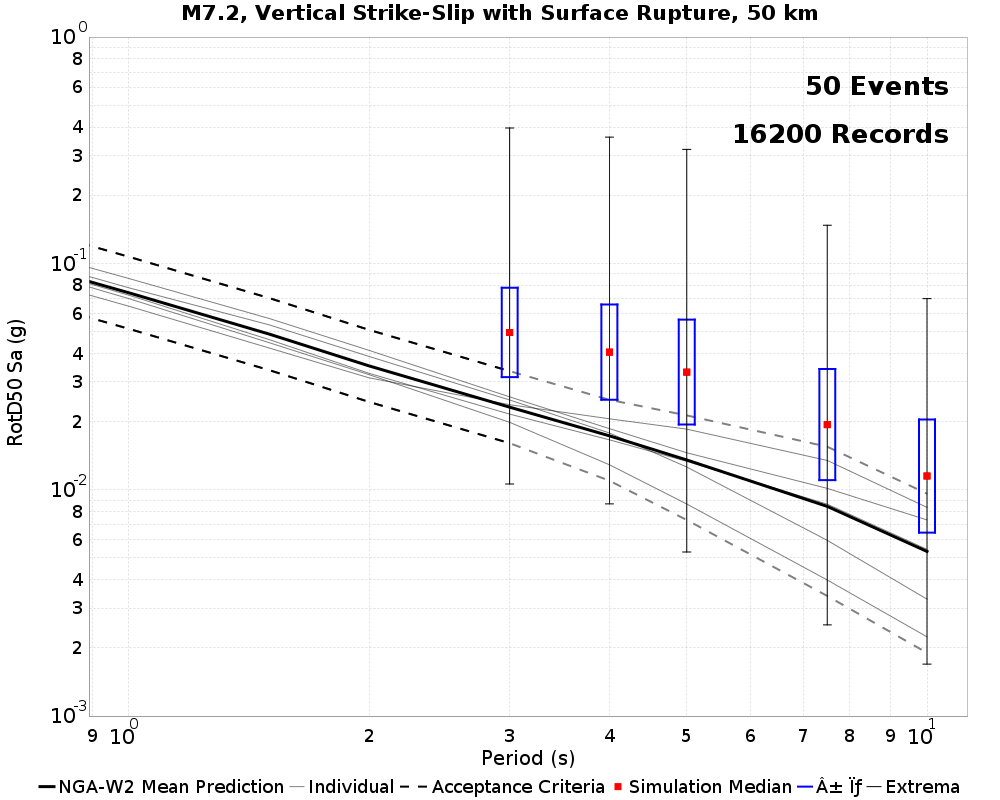 M7.2, Vertical Strike-Slip with Surface Rupture, 50 km
50 Events
16200 Records
RotD50 Sa (g)
10^0
8
6
4
3
2
10^-1
8
6
4
3
2
10^-2
8
6
4
3
2
10^-3
9 10^0 2 3 4 5 6 7 8 9 10^1
Period (s)
NGA-W2 Mean Prediction Individual Acceptance Criteria Simulation Median Â± Ïƒ Extrema